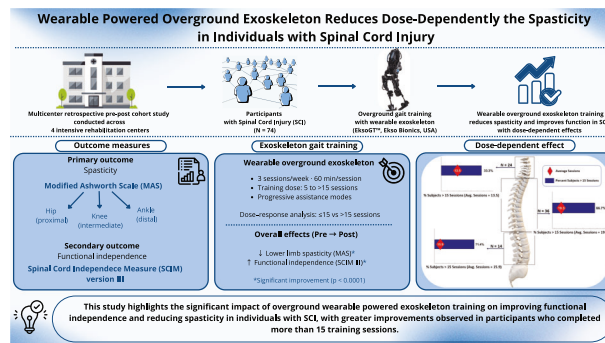 Wearable Powered Overground Exoskeleton Reduces Dose-Dependently the Spasticity
in Individuals with Spinal Cord Injury
Multicenter retrospective pre-post cohort study
conducted across
4 intensive rehabilitation centers
Participants
with Spinal Cord Injury (SCI)
(N = 74)
Overground gait training
with wearable exoskeleton
(EksoGT™, Ekso Bionics, USA)
Wearable overground exoskeleton training
reduces spasticity and improves function in SC
with dose-dependent effects
Outcome measures
Primary outcome
Spasticity
Modified Ashworth Scale (MAS)
Hip
(proximal)
Knee
(intermediate)
Ankle
(distal)
Secondary outcome
Functional independence
Spinal Cord Independece Measure (SCIM)
version III
Exoskeleton gait training
Wearable overground exoskeleton
• 3 sessions/week · 60 min/session
• Training dose: 5 to >15 sessions
• Progressive assistance modes
Dose-response analysis: ≤15 vs >15 sessions
Overall effects (Pre → Post)
↓ Lower limb spasticity (MAS)*
↑ Functional independence (SCIM III)*
*Significant improvement (p < 0.0001)
Dose-dependent effect
Average Sessions
Percent Subjects > 15 Sessions
This study highlights the significant impact of overground wearable powered exoskeleton training on improving functional
independence and reducing spasticity in individuals with SCI, with greater improvements observed in participants who completed
more than 15 training sessions.